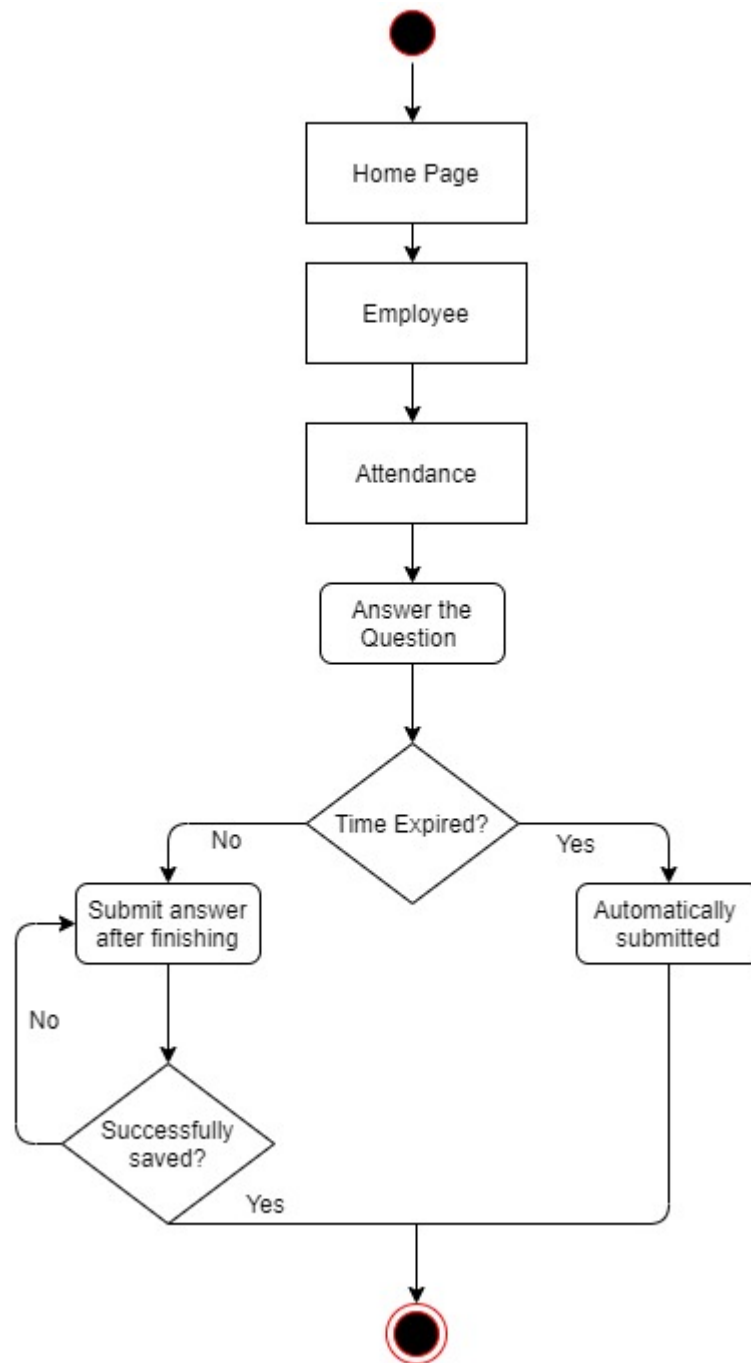 Home Page
Employee
Attendance
Answer the
Question
Time Expired?
No
Yes
Submit answer
after finishing
Automatically
submitted
No
Successfully
saved?
Yes